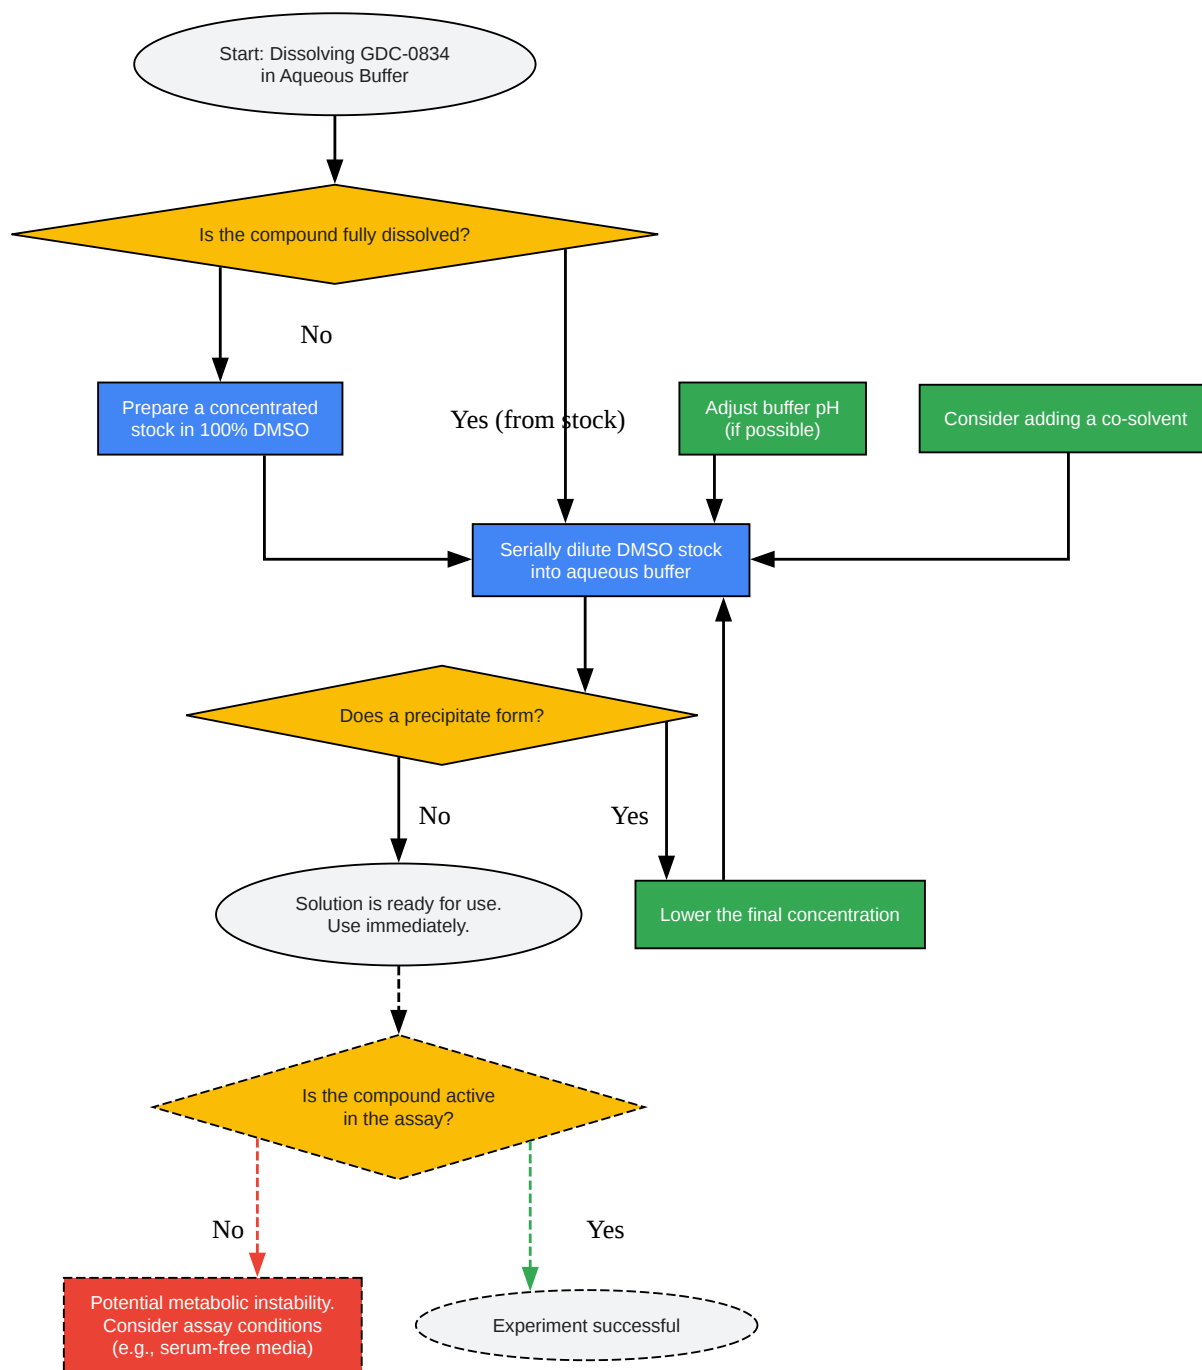 Start: Dissolving GDC-0834
in Aqueous Buffer
Is the compound fully dissolved?
No
Prepare a concentrated
stock in 100% DMSO
Yes (from stock)
Adjust buffer pH
(if possible)
Consider adding a co-solvent
Serially dilute DMSO stock
into aqueous buffer
Does a precipitate form?
No
Yes
Solution is ready for use.
Use immediately.
Lower the final concentration
Is the compound active
in the assay?
No
Yes
Potential metabolic instability.
Consider assay conditions
(e.g., serum-free media)
Experiment successful